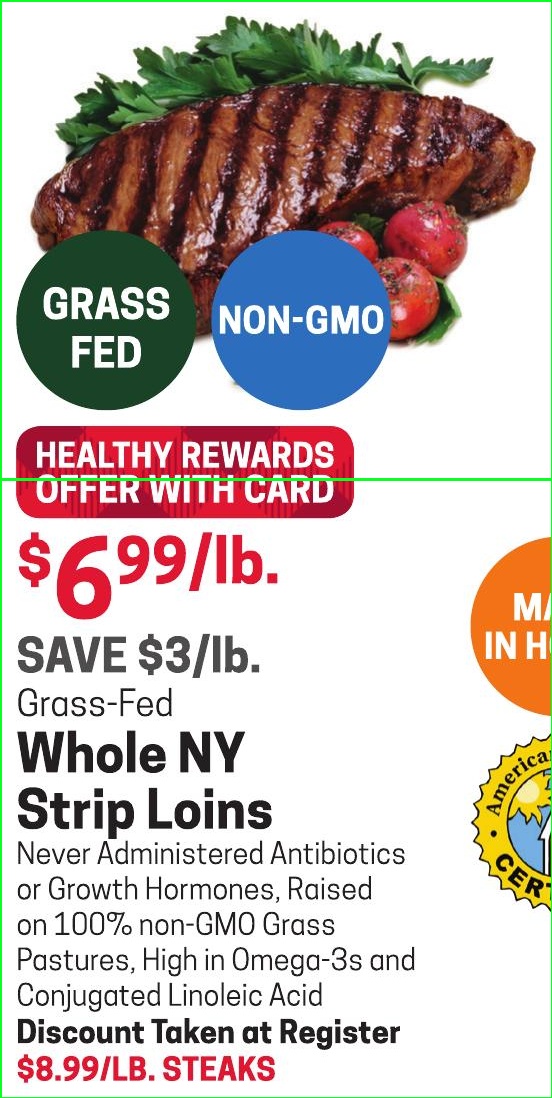 GRASS
FED
NON-GMO
HEALTHY REWARDS
OFFER WITH CARD
$6.99/lb.
SAVE $3/lb.
Grass-Fed
Whole NY
Strip Loins
Never Administered Antibiotics
or Growth Hormones, Raised
on 100% non-GMO Grass
Pastures, High in Omega-3s and
Conjugated Linoleic Acid
Discount Taken at Register
$8.99/LB. STEAKS
IN